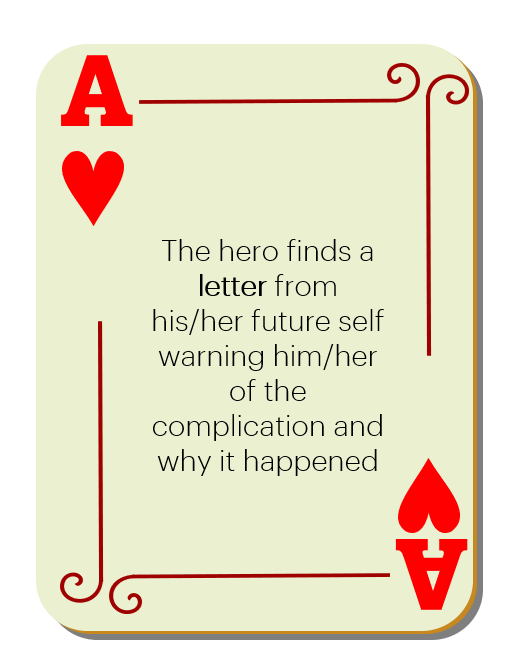 A
The hero finds a
letter from
his/her future self
warning him/her
of the
complication and
why it happened
A